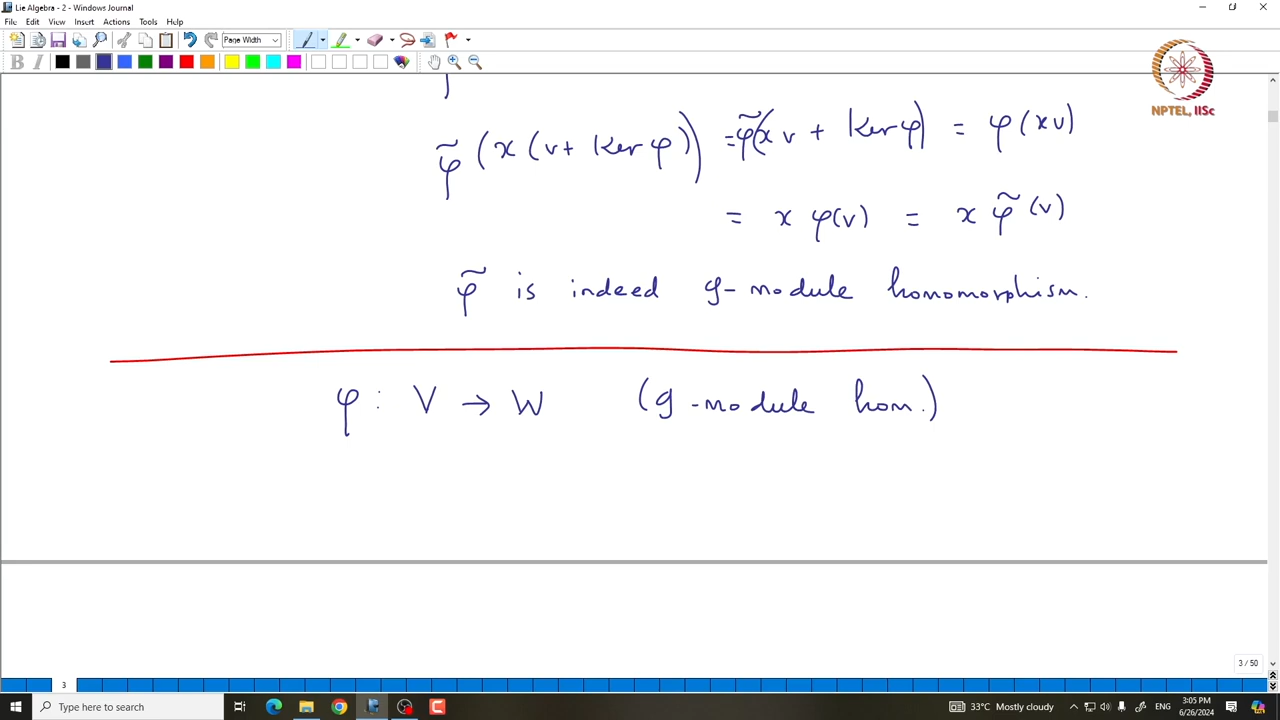 Lie Algebra - 2 - Windows Journal
File Edit View Insert Actions Tools Help
Page Width
B I
NPTEL, IISc
φ̃ (x (v + Ker φ)) = φ̃(x v + Ker φ) = φ (xv)
= x φ(v) = x φ̃ (v)
φ̃ is indeed g-module homomorphism.
φ : V → W (g-module hom.)
3 / 50
3
Type here to search
33°C Mostly cloudy
ENG
3:05 PM
6/26/2024